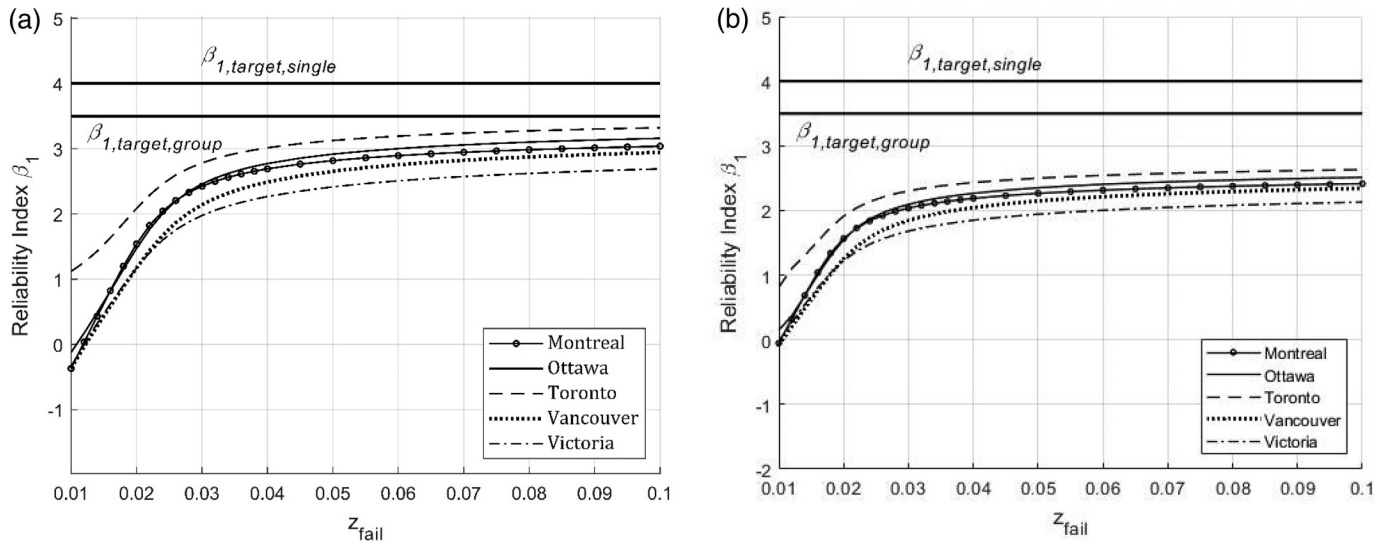 (a)
5
4
3
2
1
0
-1
Reliability Index β1
β1,target,single
β1,target,group
Montreal
Ottawa
Toronto
Vancouver
Victoria
0.01 0.02 0.03 0.04 0.05 0.06 0.07 0.08 0.09 0.1
zfail
(b)
5
4
3
2
1
0
-1
-2
Reliability Index β1
β1,target,single
β1,target,group
Montreal
Ottawa
Toronto
Vancouver
Victoria
0.01 0.02 0.03 0.04 0.05 0.06 0.07 0.08 0.09 0.1
zfail